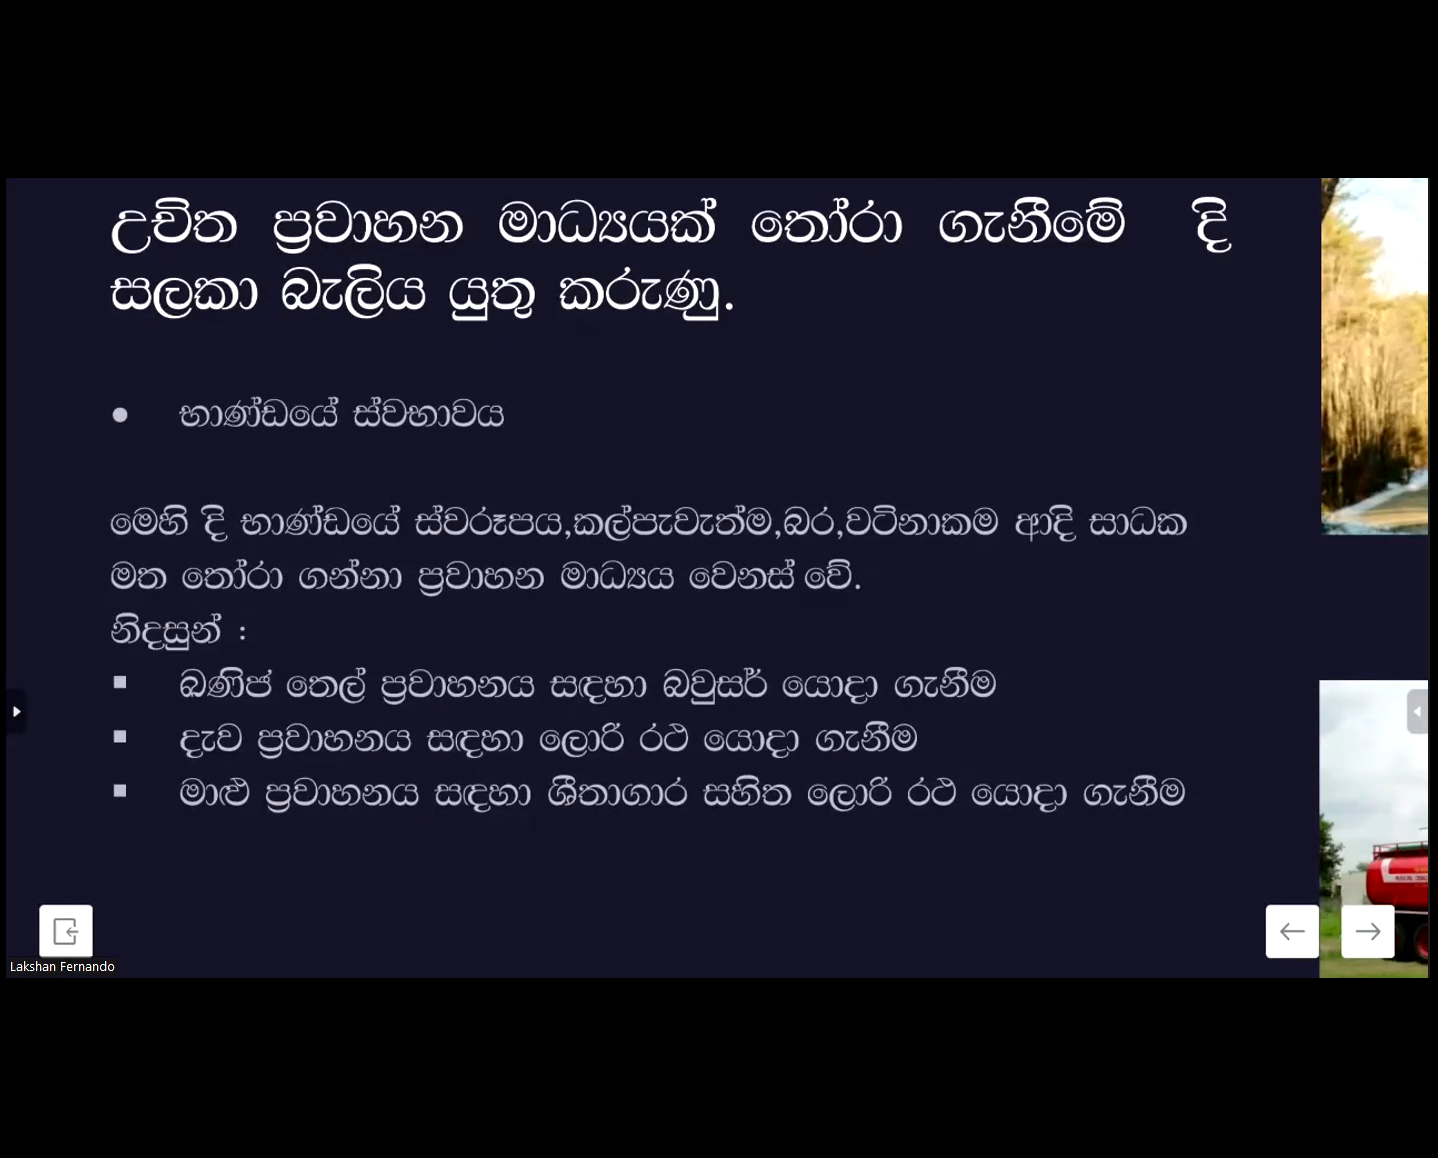 උචිත ප්‍රවාහන මාධ්‍යයක් තෝරා ගැනීමේ දි
සලකා බැලිය යුතු කරුණු.
● භාණ්ඩයේ ස්වභාවය
මෙහි දි භාණ්ඩයේ ස්වරූපය,කල්පැවැත්ම,බර,වටිනාකම ආදි සාධක
මත තෝරා ගන්නා ප්‍රවාහන මාධ්‍යය වෙනස් වේ.
නිදසුන් :
▪ ඛණිජ තෙල් ප්‍රවාහනය සඳහා බවුසර් යොදා ගැනීම
▪ දැව ප්‍රවාහනය සඳහා ලොරි රථ යොදා ගැනීම
▪ මාළු ප්‍රවාහනය සඳහා ශීතාගාර සහිත ලොරි රථ යොදා ගැනීම
Lakshan Fernando